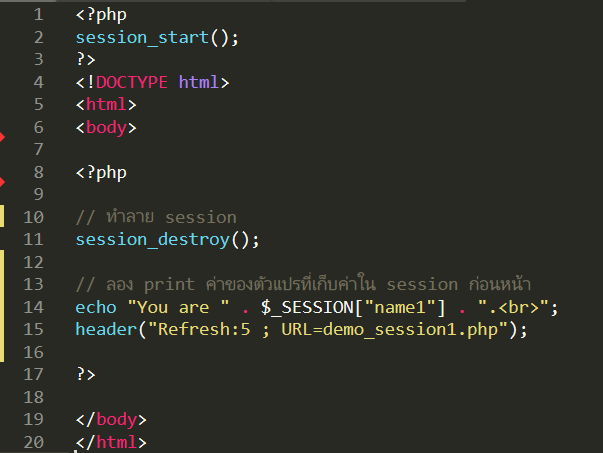 1 <?php
2 session_start();
3 ?>
4 <!DOCTYPE html>
5 <html>
6 <body>
7
8 <?php
9
10 // ทำลาย session
11 session_destroy();
12
13 // ลอง print ค่าของตัวแปรที่เก็บค่าใน session ก่อนหน้า
14 echo "You are " . $_SESSION["name1"] . ".<br>";
15 header("Refresh:5 ; URL=demo_session1.php");
16
17 ?>
18
19 </body>
20 </html>